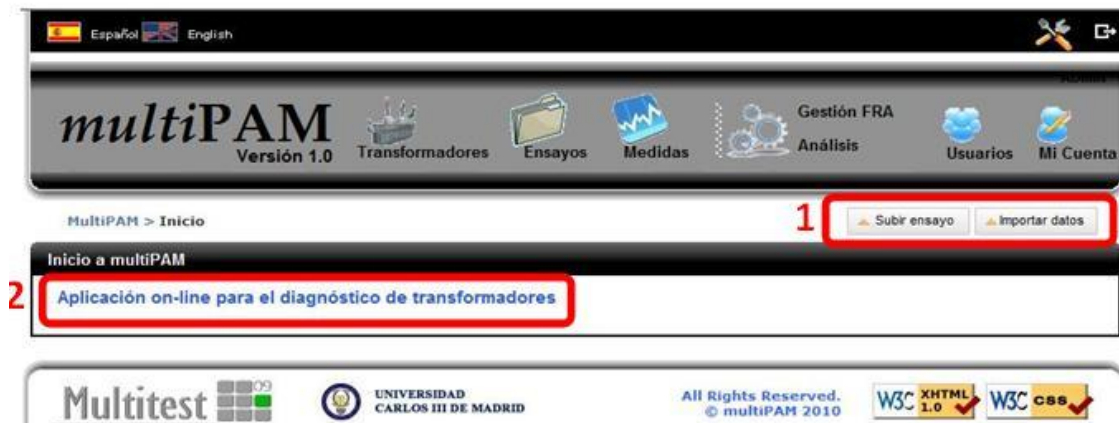 Español English
Admin
multiPAM
Versión 1.0
Transformadores
Ensayos
Medidas
Gestión FRA
Análisis
Usuarios
Mi Cuenta
MultiPAM > Inicio
1
Subir ensayo
Importar datos
Inicio a multiPAM
2
Aplicación on-line para el diagnóstico de transformadores
Multitest 09
UNIVERSIDAD
CARLOS III DE MADRID
All Rights Reserved.
© multiPAM 2010
W3C XHTML 1.0
W3C css